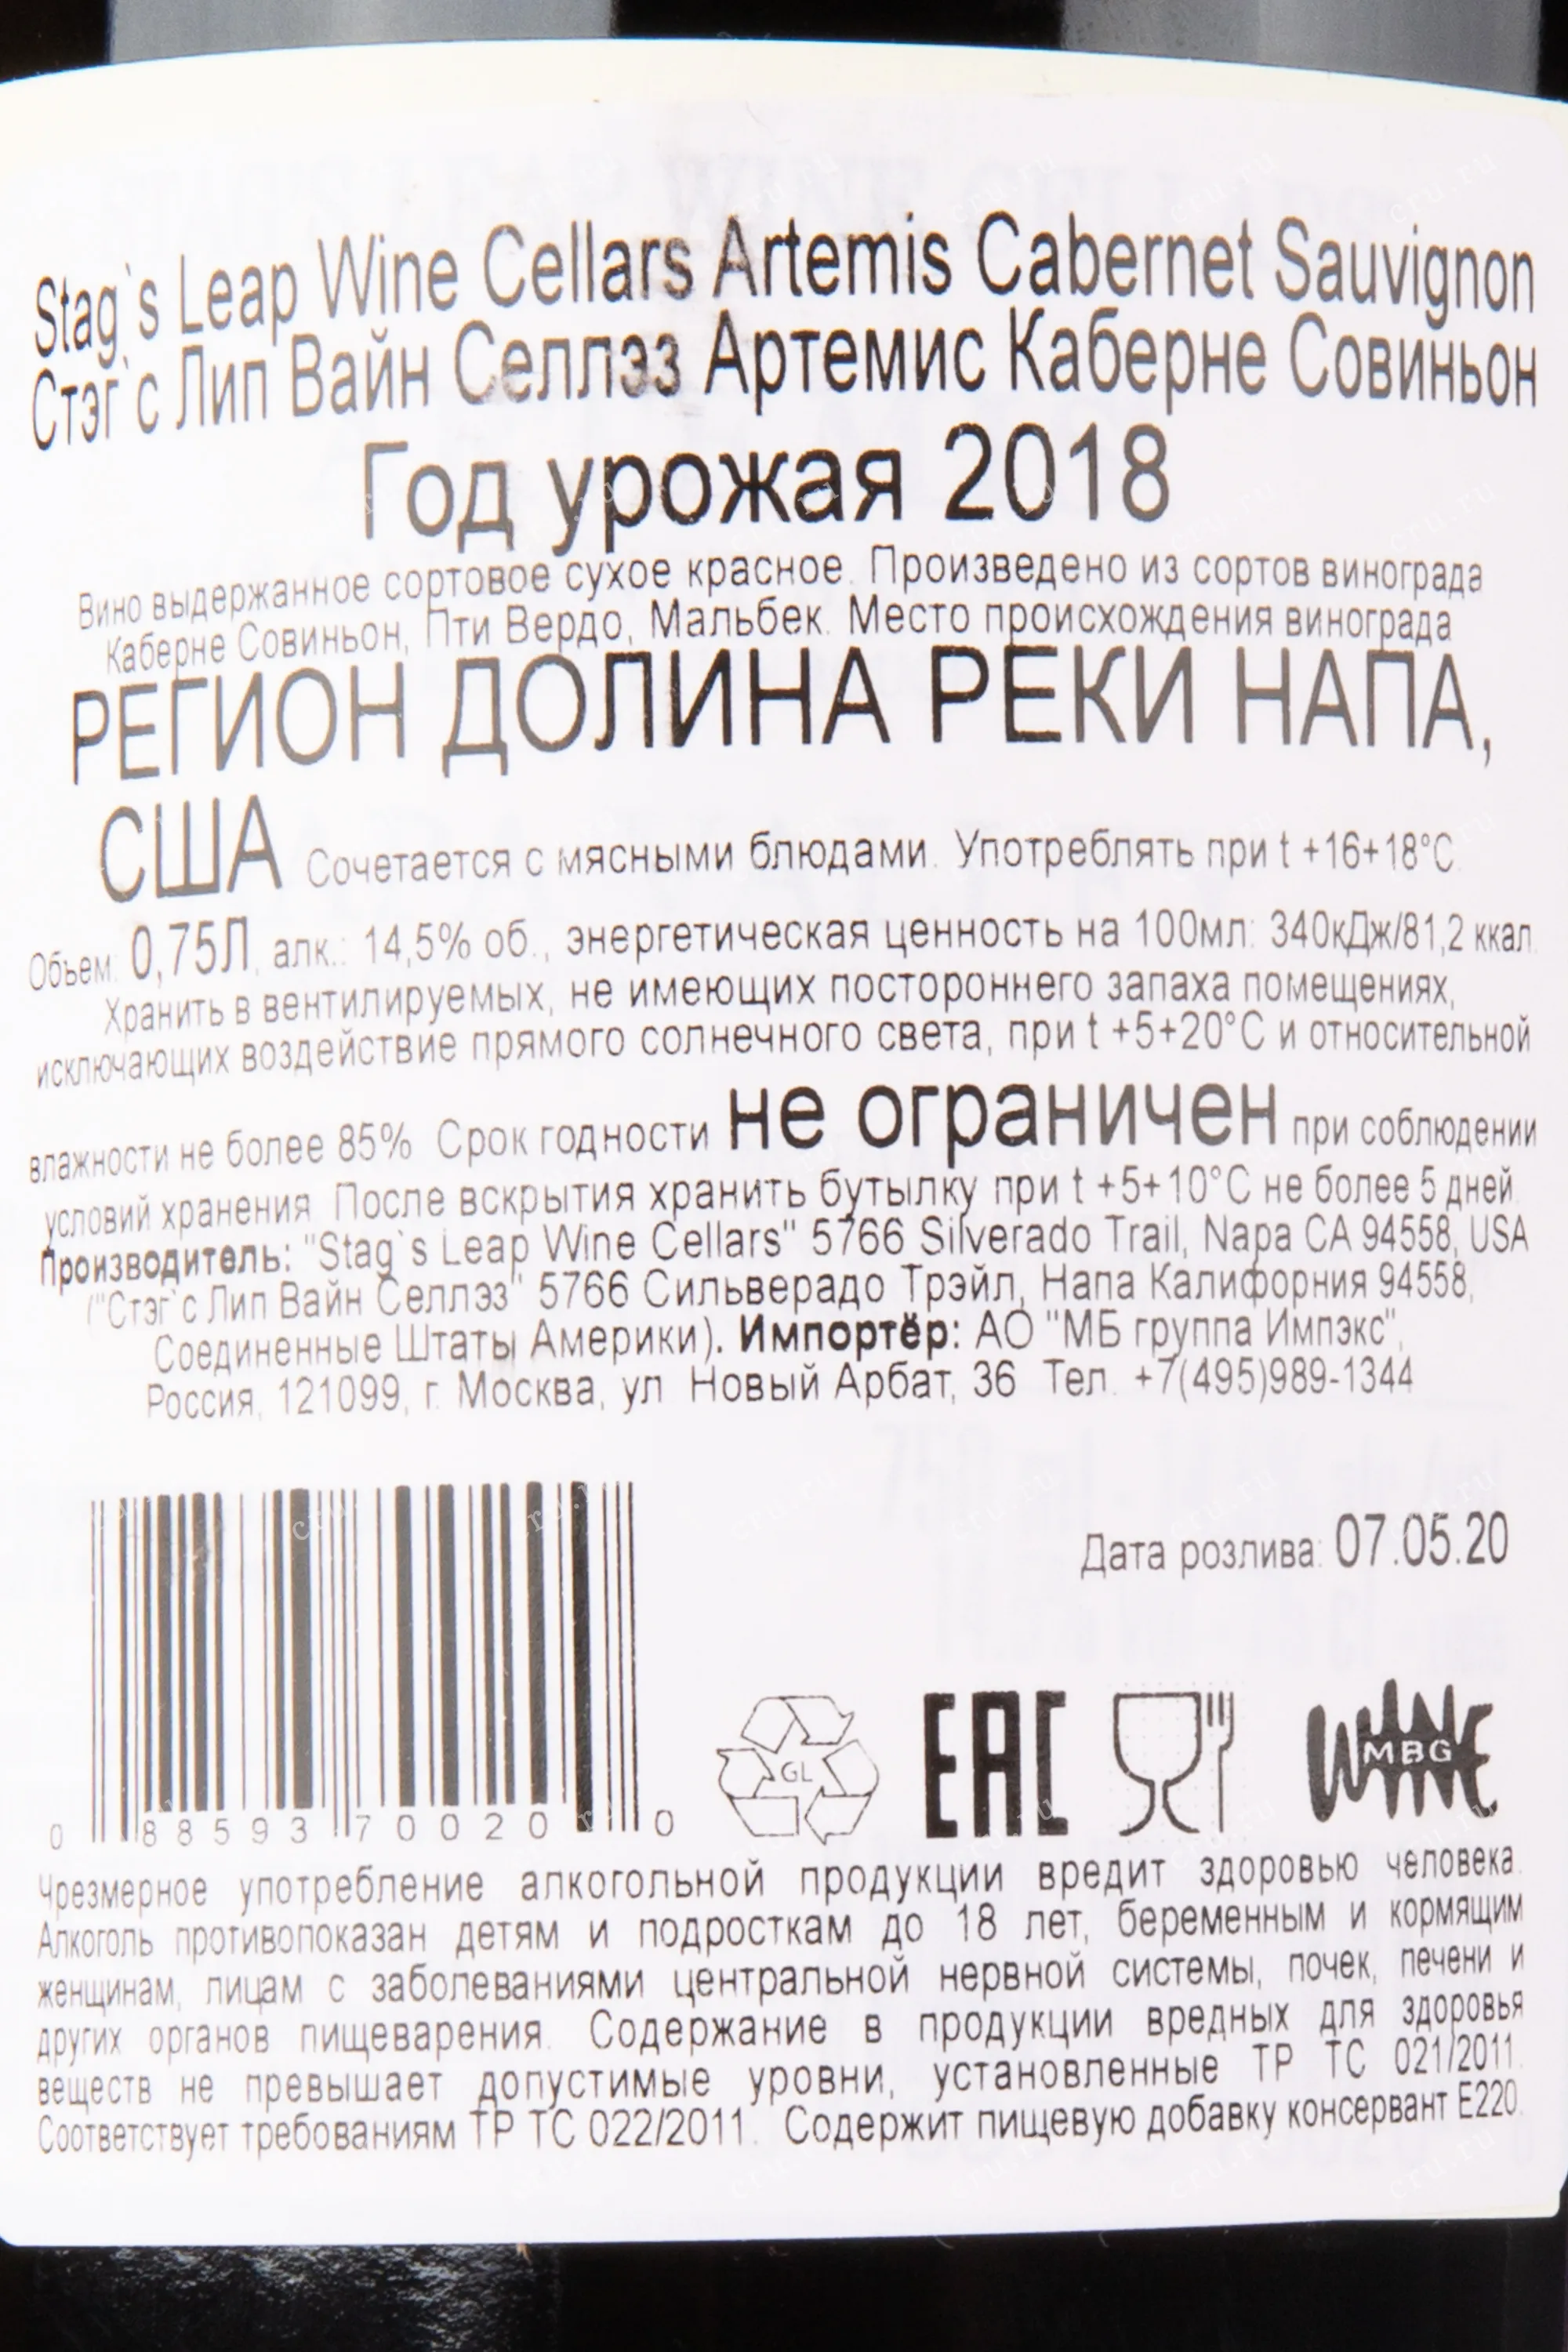 Stag`s Leap Wine Cellars Artemis Cabernet Sauvignon
Стэг`с Лип Вайн Селлэз Артемис Каберне Совиньон
Год урожая 2018
Вино выдержанное сортовое сухое красное. Произведено из сортов винограда
Каберне Совиньон, Пти Вердо, Мальбек. Место происхождения винограда
РЕГИОН ДОЛИНА РЕКИ НАПА,
США Сочетается с мясными блюдами. Употреблять при t +16+18°C.
Объем: 0,75Л, алк.: 14,5% об., энергетическая ценность на 100мл: 340кДж/81,2 ккал.
Хранить в вентилируемых, не имеющих постороннего запаха помещениях,
исключающих воздействие прямого солнечного света, при t +5+20°C и относительной
влажности не более 85%. Срок годности не ограничен при соблюдении
условий хранения. После вскрытия хранить бутылку при t +5+10°C не более 5 дней.
Производитель: "Stag`s Leap Wine Cellars" 5766 Silverado Trail, Napa CA 94558, USA
("Стэг`с Лип Вайн Селлэз" 5766 Сильверадо Трэйл, Напа Калифорния 94558,
Соединенные Штаты Америки). Импортёр: АО "МБ группа Импэкс",
Россия, 121099, г. Москва, ул. Новый Арбат, 36. Тел. +7(495)989-1344
Дата розлива: 07.05.20
0 88593 70020 0
GL
EAC
WINE
MBG
Чрезмерное употребление алкогольной продукции вредит здоровью человека.
Алкоголь противопоказан детям и подросткам до 18 лет, беременным и кормящим
женщинам, лицам с заболеваниями центральной нервной системы, почек, печени и
других органов пищеварения. Содержание в продукции вредных для здоровья
веществ не превышает допустимые уровни, установленные ТР ТС 021/2011.
Соответствует требованиям ТР ТС 022/2011. Содержит пищевую добавку консервант Е220.
cru.ru